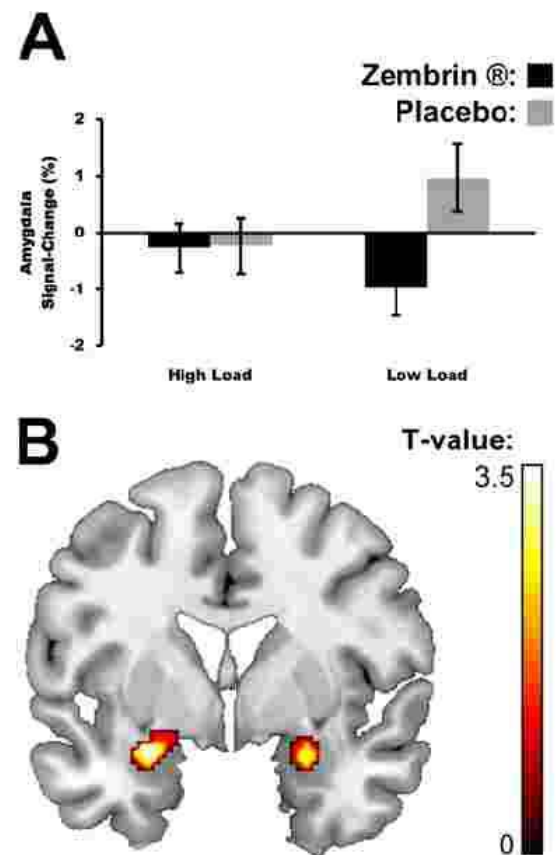 A
Zembrin ®:
Placebo:
2
1
0
-1
-2
Amygdala
Signal-Change (%)
High Load Low Load
B
T-value:
3.5
0